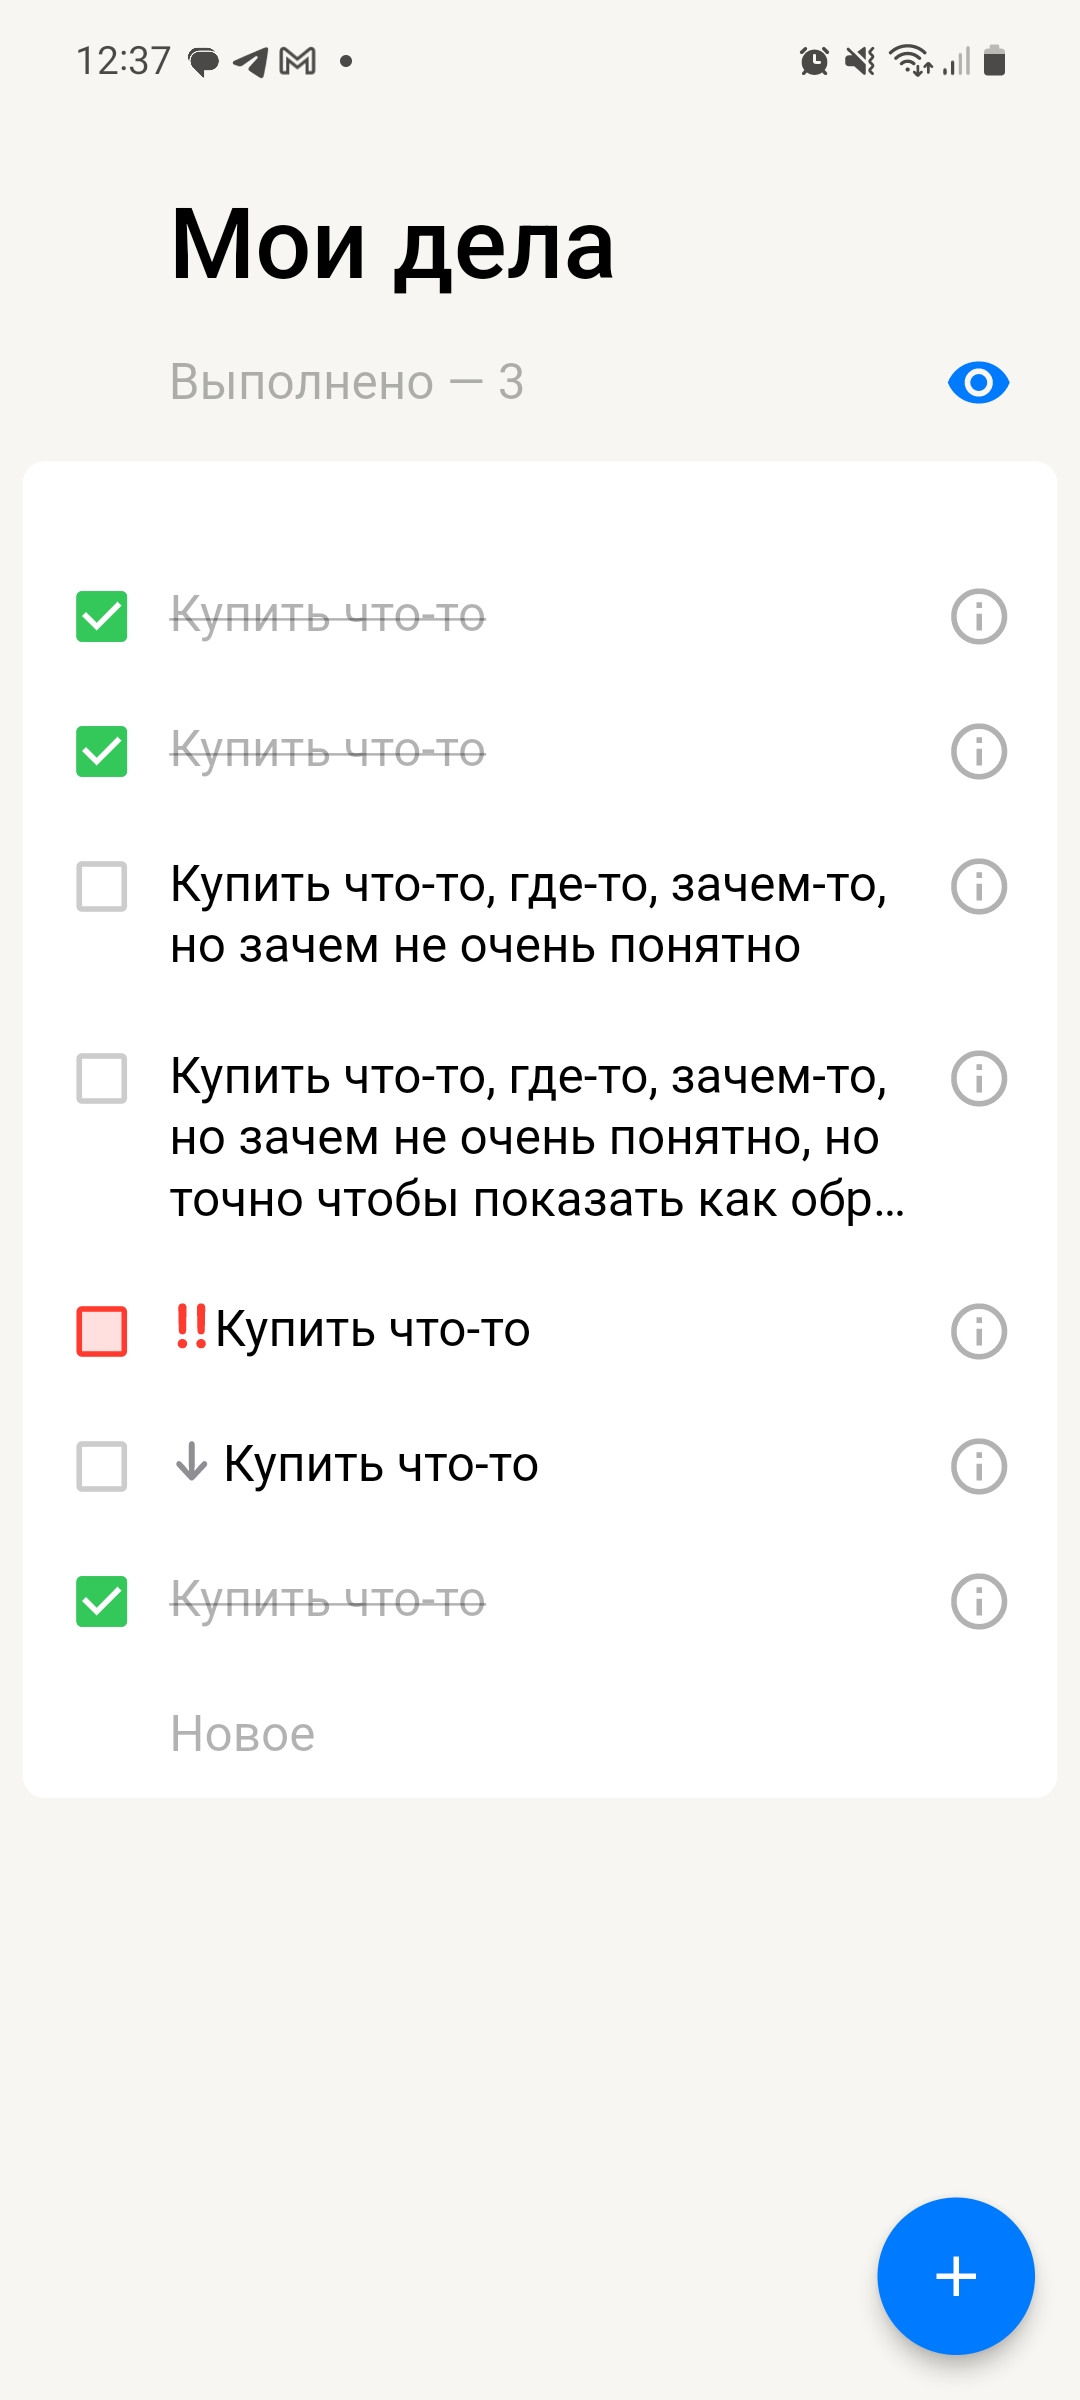 12:37
Мои дела
Выполнено — 3
Купить что-то
Купить что-то
Купить что-то, где-то, зачем-то,
но зачем не очень понятно
Купить что-то, где-то, зачем-то,
но зачем не очень понятно, но
точно чтобы показать как обр...
!!Купить что-то
↓ Купить что-то
Купить что-то
Новое